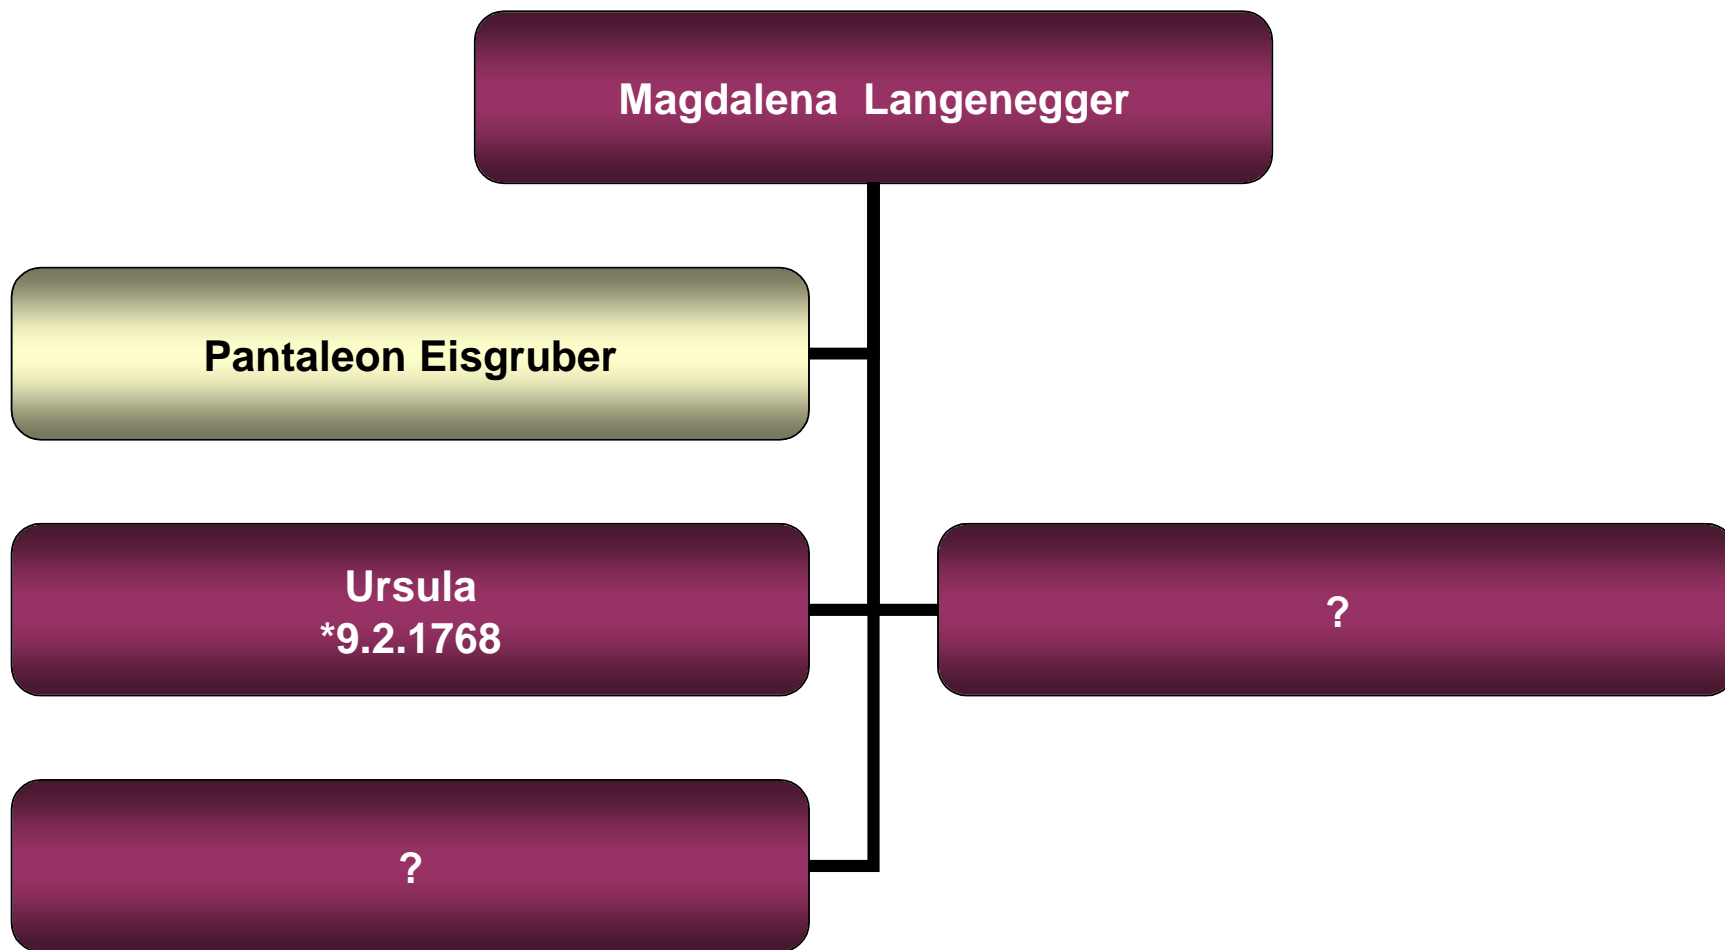 Magdalena  Langenegger
Pantaleon Eisgruber
Ursula
*9.2.1768
?
?